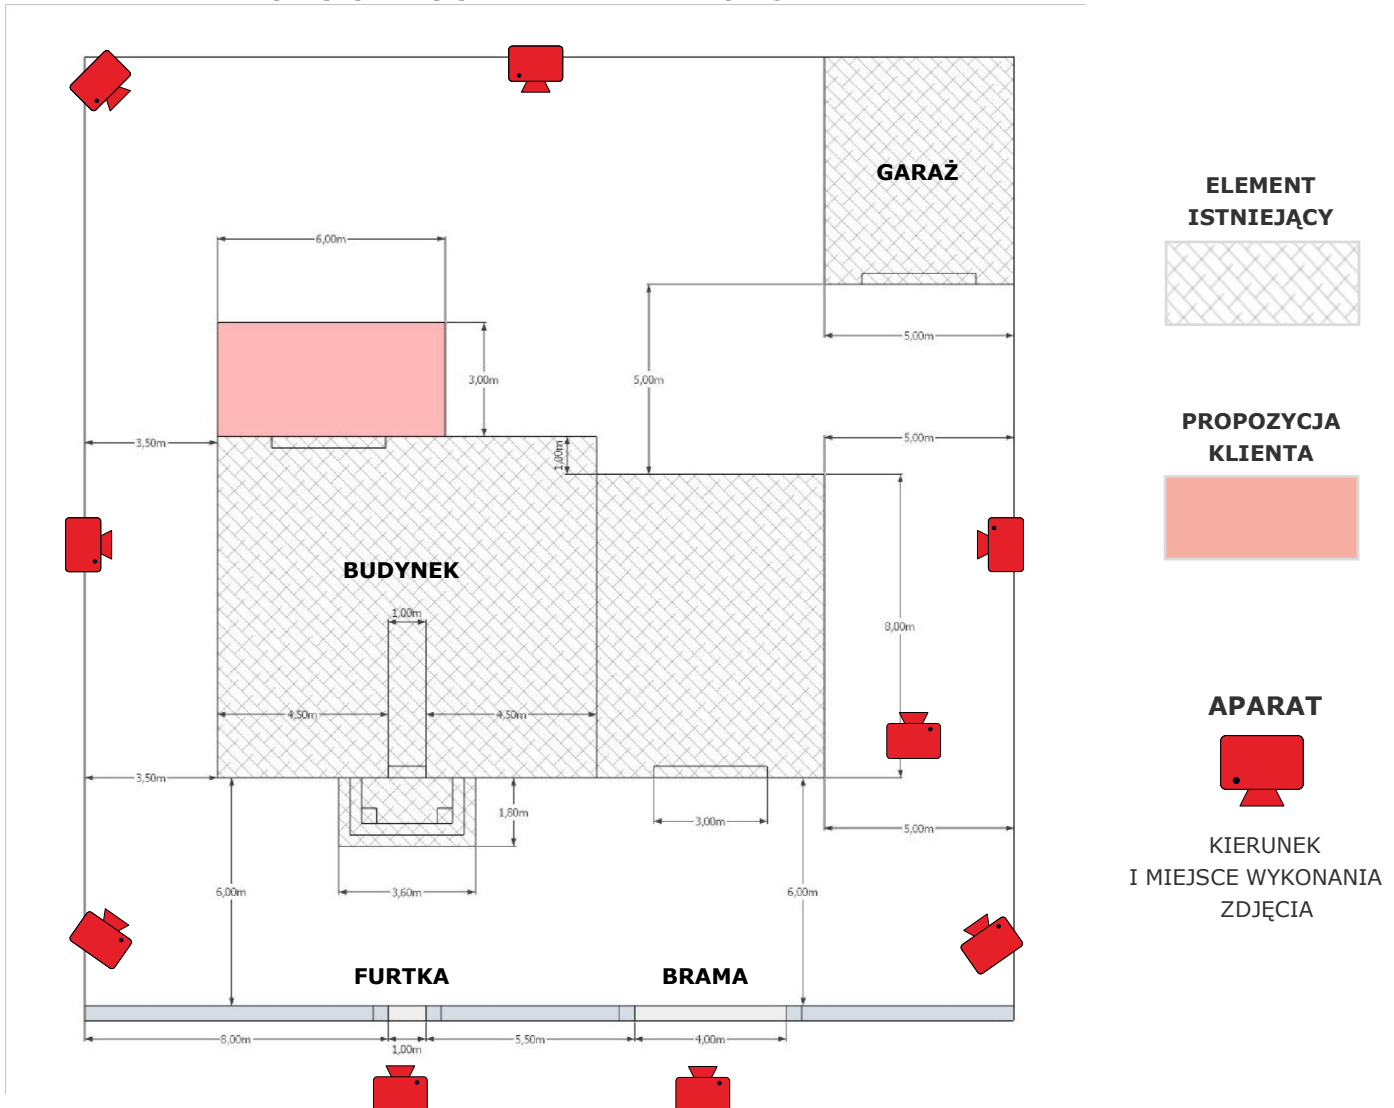 GARAŻ
6,00m
5,00m
3,00m
5,00m
3,50m
5,00m
1,00m
BUDYNEK
1,00m
8,00m
4,50m
4,50m
3,50m
1,80m
3,00m
5,00m
6,00m
3,60m
6,00m
FURTKA
BRAMA
8,00m
1,00m
5,50m
4,00m
ELEMENT
ISTNIEJĄCY
PROPOZYCJA
KLIENTA
APARAT
KIERUNEK
I MIEJSCE WYKONANIA
ZDJĘCIA